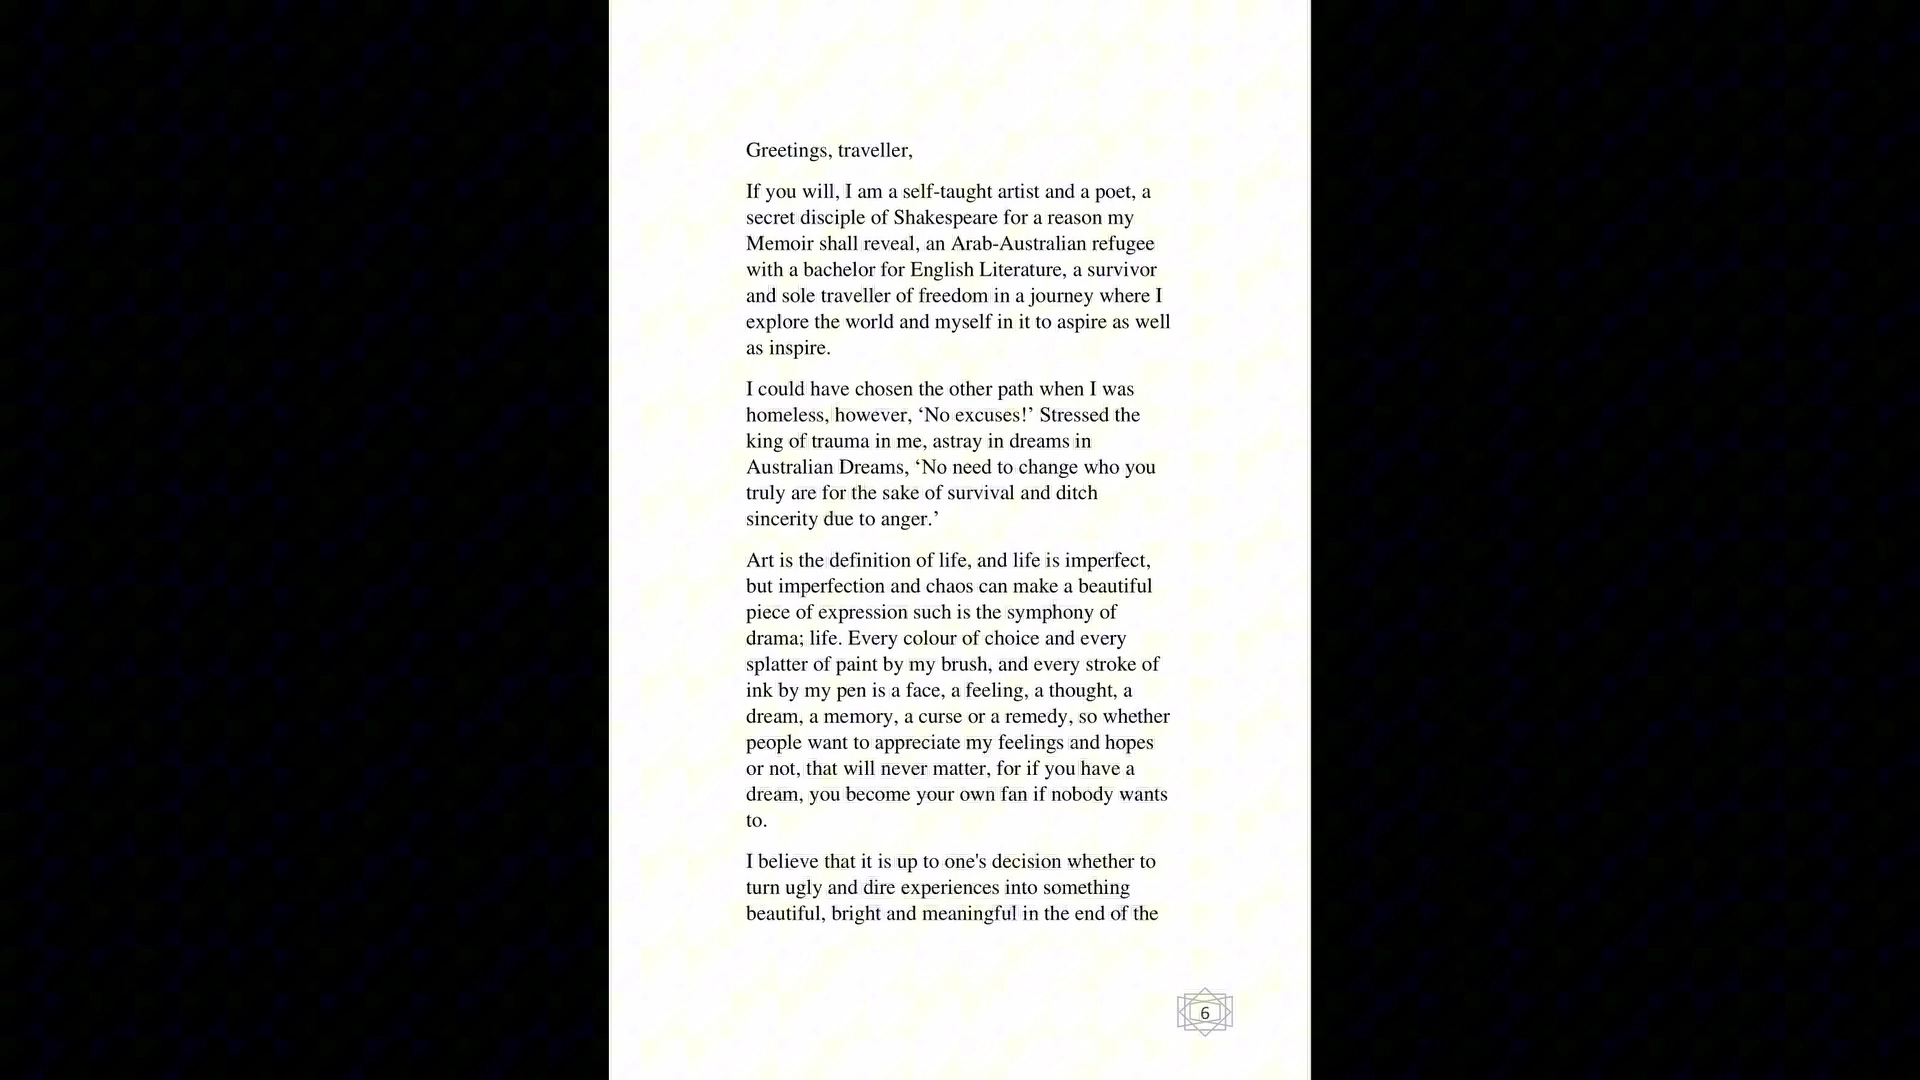 Greetings, traveller,
If you will, I am a self-taught artist and a poet, a
secret disciple of Shakespeare for a reason my
Memoir shall reveal, an Arab-Australian refugee
with a bachelor for English Literature, a survivor
and sole traveller of freedom in a journey where I
explore the world and myself in it to aspire as well
as inspire.
I could have chosen the other path when I was
homeless, however, ‘No excuses!’ Stressed the
king of trauma in me, astray in dreams in
Australian Dreams, ‘No need to change who you
truly are for the sake of survival and ditch
sincerity due to anger.’
Art is the definition of life, and life is imperfect,
but imperfection and chaos can make a beautiful
piece of expression such is the symphony of
drama; life. Every colour of choice and every
splatter of paint by my brush, and every stroke of
ink by my pen is a face, a feeling, a thought, a
dream, a memory, a curse or a remedy, so whether
people want to appreciate my feelings and hopes
or not, that will never matter, for if you have a
dream, you become your own fan if nobody wants
to.
I believe that it is up to one's decision whether to
turn ugly and dire experiences into something
beautiful, bright and meaningful in the end of the
6